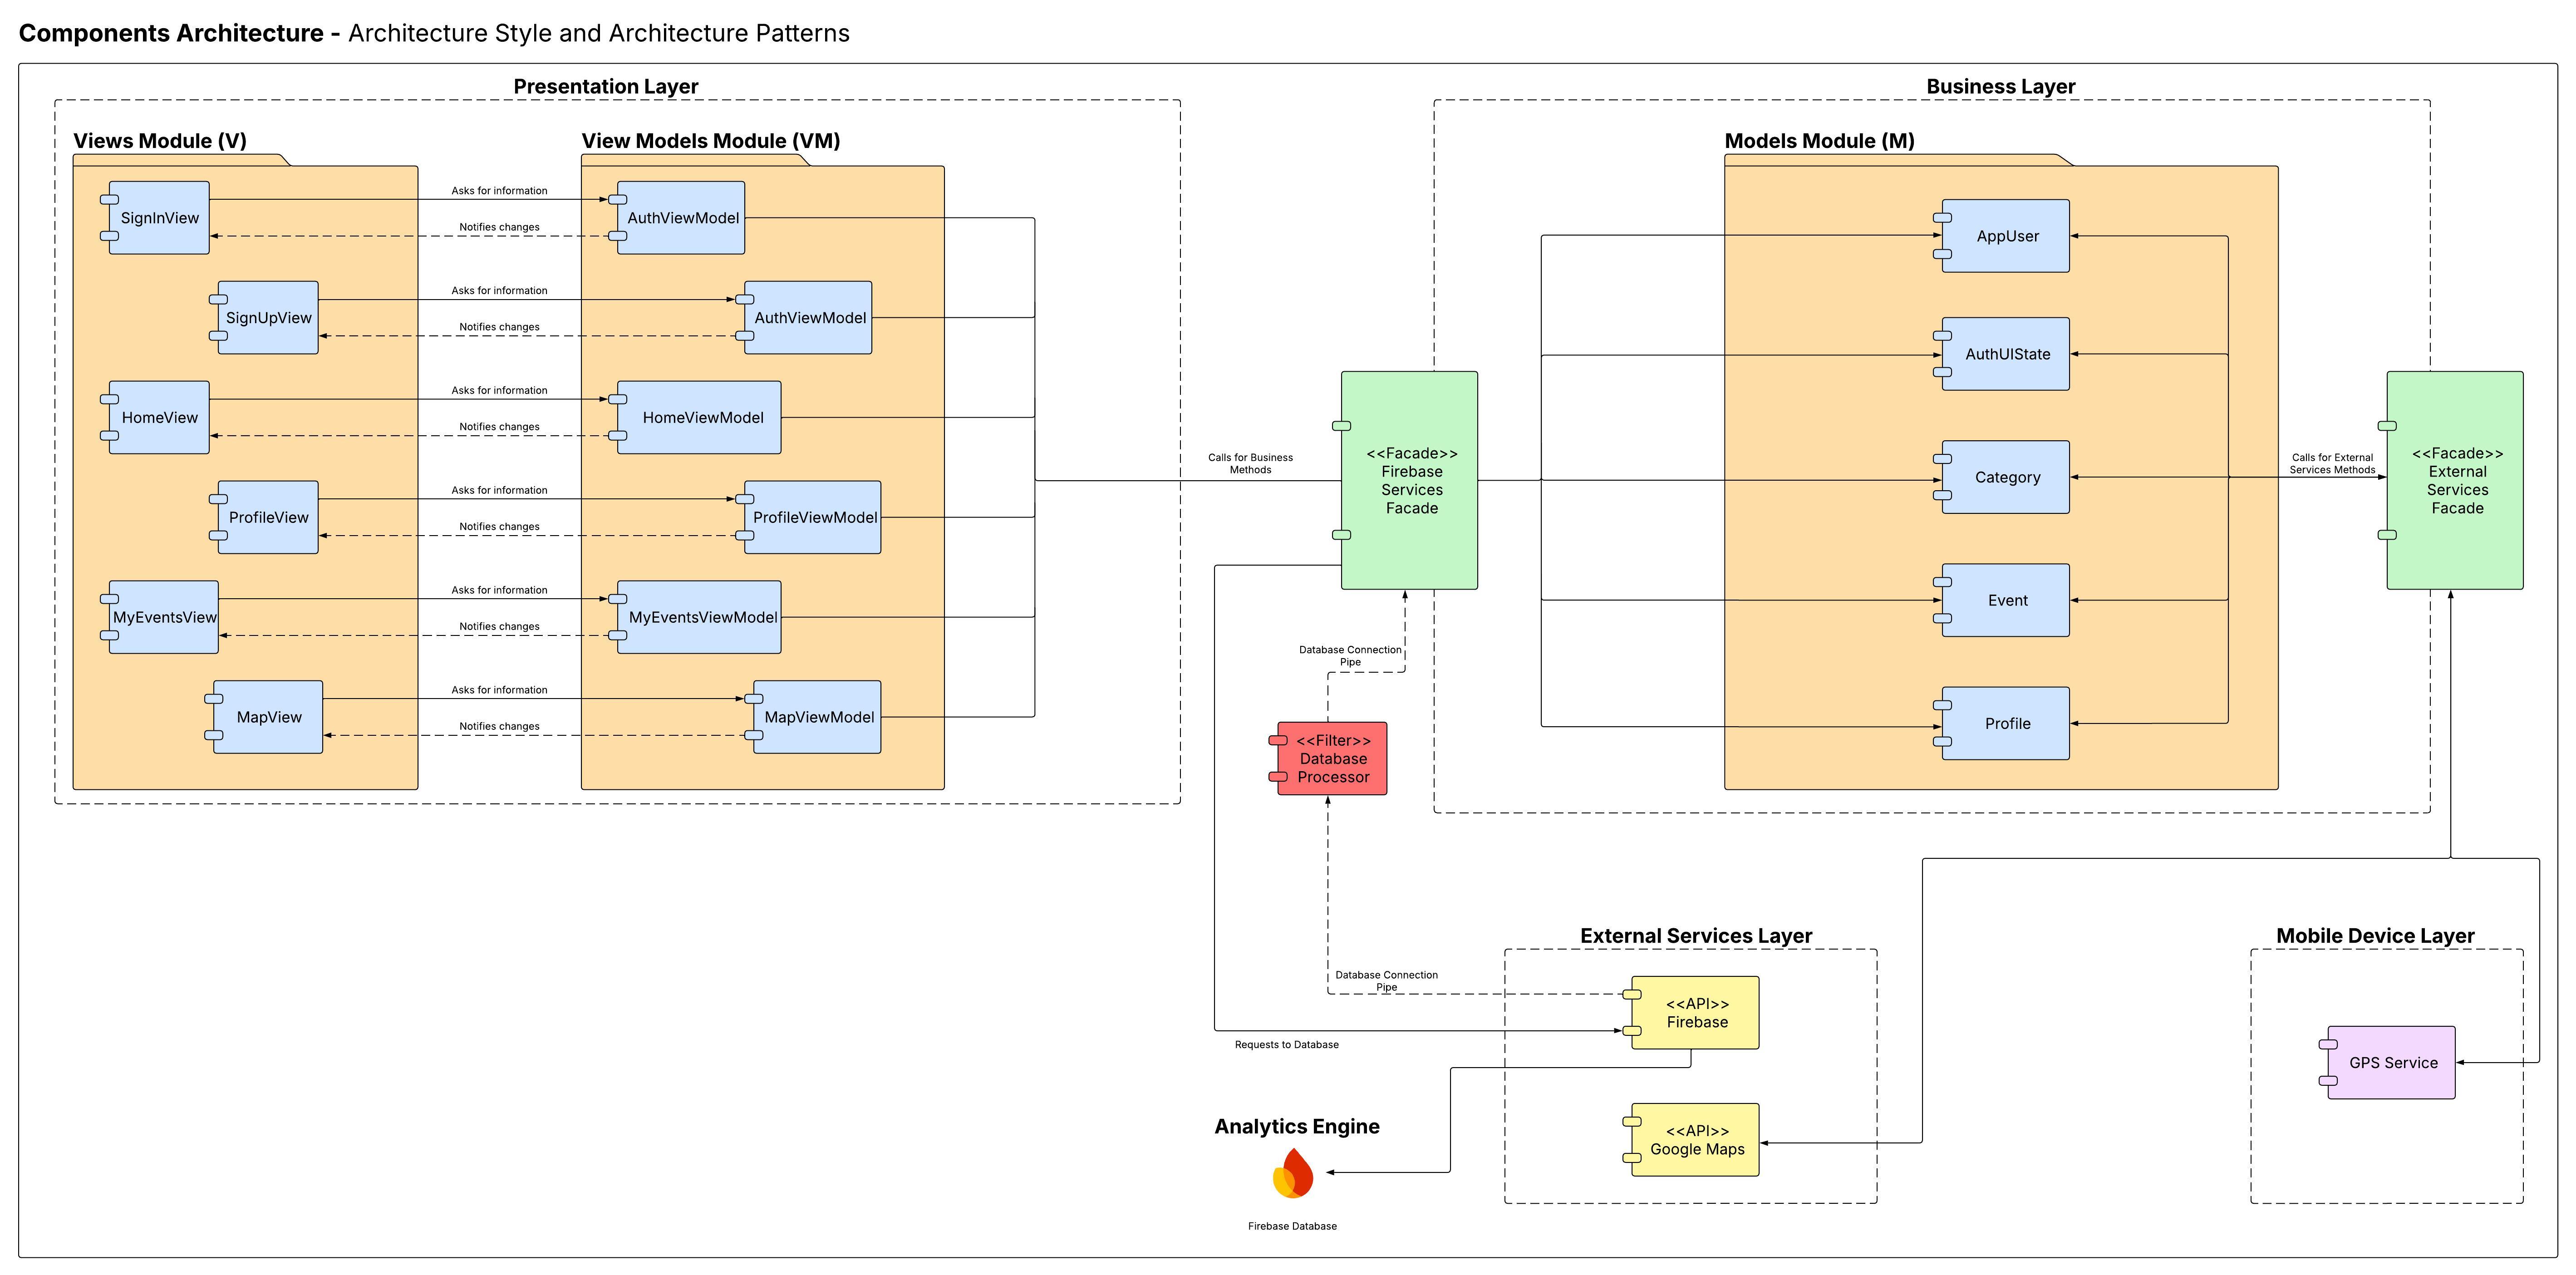 Components Architecture - Architecture Style and Architecture Patterns
Presentation Layer
Views Module (V)
View Models Module (VM)
SignInView
Asks for information
Notifies changes
AuthViewModel
SignUpView
Asks for information
Notifies changes
AuthViewModel
HomeView
Asks for information
Notifies changes
HomeViewModel
ProfileView
Asks for information
Notifies changes
ProfileViewModel
MyEventsView
Asks for information
Notifies changes
MyEventsViewModel
MapView
Asks for information
Notifies changes
MapViewModel
Calls for Business
Methods
<<Facade>>
Firebase
Services
Facade
Business Layer
Models Module (M)
AppUser
AuthUIState
Category
Event
Profile
Calls for External
Services Methods
<<Facade>>
External
Services
Facade
Database Connection
Pipe
<<Filter>>
Database
Processor
Database Connection
Pipe
Requests to Database
External Services Layer
<<API>>
Firebase
<<API>>
Google Maps
Mobile Device Layer
GPS Service
Analytics Engine
Firebase Database